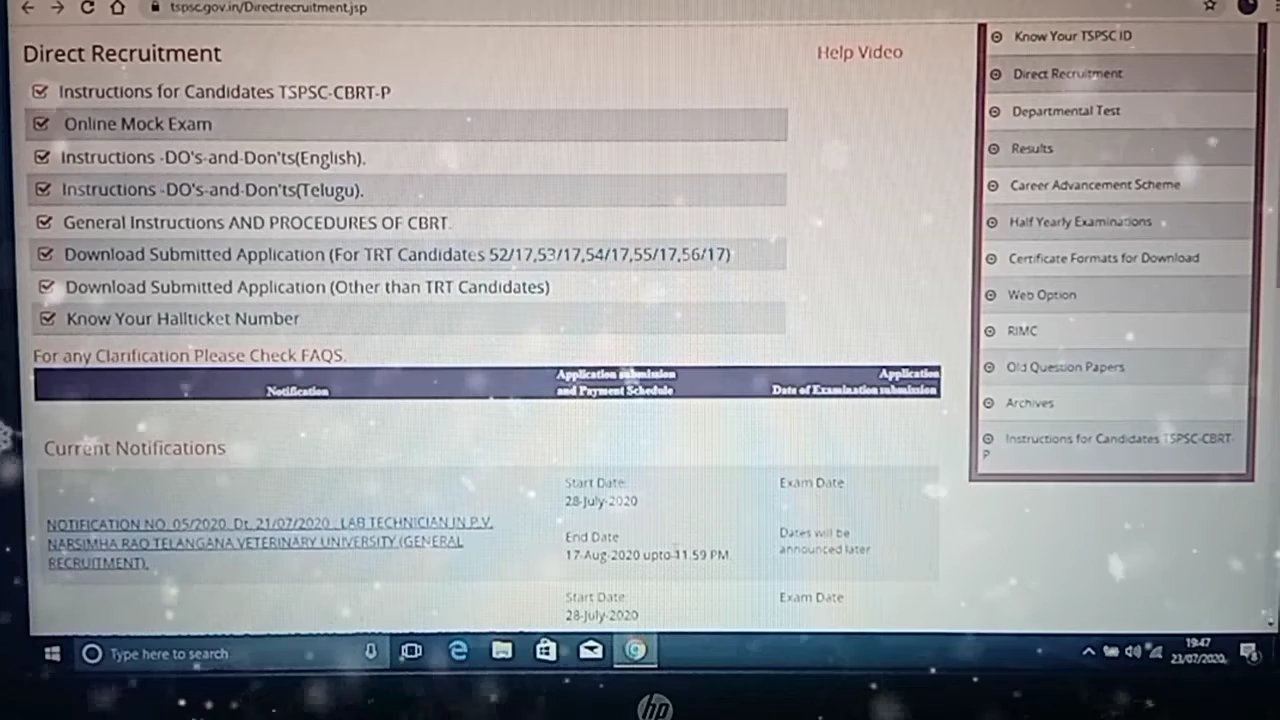 tspsc.gov.in/Directrecruitment.jsp
Direct Recruitment
Help Video
Instructions for Candidates TSPSC-CBRT-P
Online Mock Exam
Instructions -DO's-and-Don'ts(English).
Instructions -DO's-and-Don'ts(Telugu).
General Instructions AND PROCEDURES OF CBRT.
Download Submitted Application (For TRT Candidates 52/17,53/17,54/17,55/17,56/17)
Download Submitted Application (Other than TRT Candidates)
Know Your Hallticket Number
For any Clarification Please Check FAQS.
Know Your TSPSC ID
Direct Recruitment
Departmental Test
Results
Career Advancement Scheme
Half Yearly Examinations
Certificate Formats for Download
Web Option
RIMC
Old Question Papers
Archives
Instructions for Candidates TSPSC-CBRT-
P
Notification
Application submission
and Payment Schedule
Date of Examination
Application
submission
Current Notifications
NOTIFICATION NO. 05/2020, Dt. 21/07/2020 , LAB TECHNICIAN IN P.V.
NARSIMHA RAO TELANGANA VETERINARY UNIVERSITY (GENERAL
RECRUITMENT).
Start Date
28-July-2020
End Date
17-Aug-2020 upto 11.59 PM.
Exam Date
Dates will be
announced later
Start Date:
28-July-2020
Exam Date
Type here to search
19:47
23/07/2020
hp